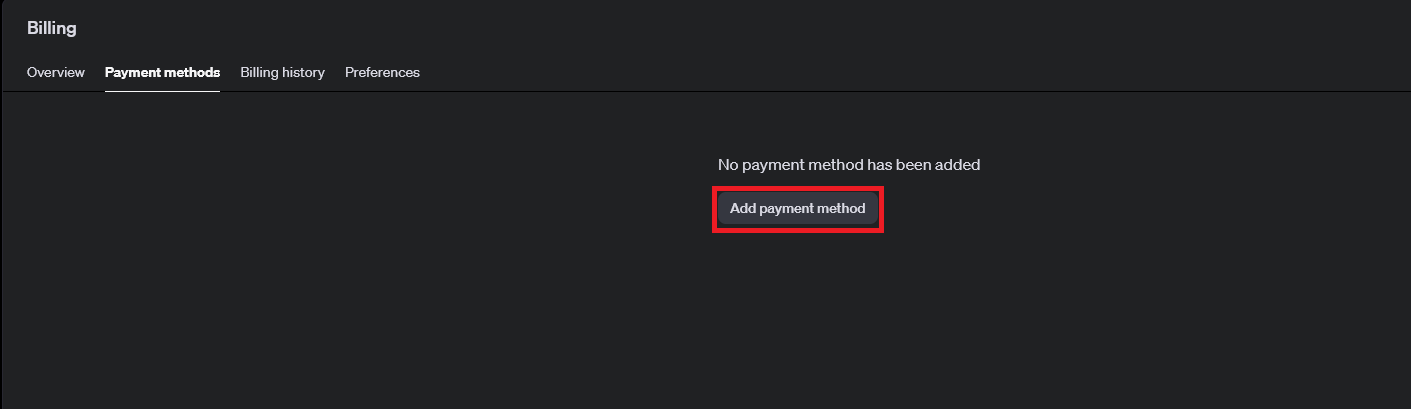 Billing
Overview Payment methods Billing history Preferences
No payment method has been added
Add payment method